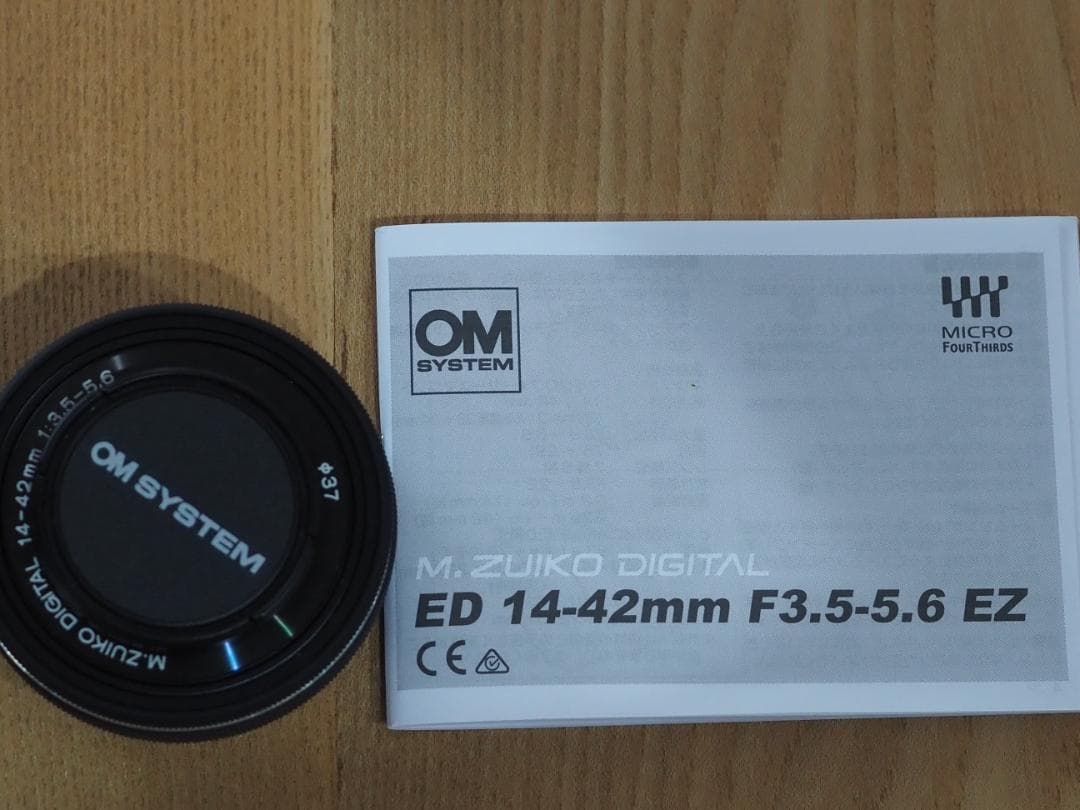 M.ZUIKO DIGITAL 14-42mm 1:3.5-5.6
φ37
OM SYSTEM
OM
SYSTEM
MICRO
FOURTHIRDS
M. ZUIKO DIGITAL
ED 14-42mm F3.5-5.6 EZ
CE